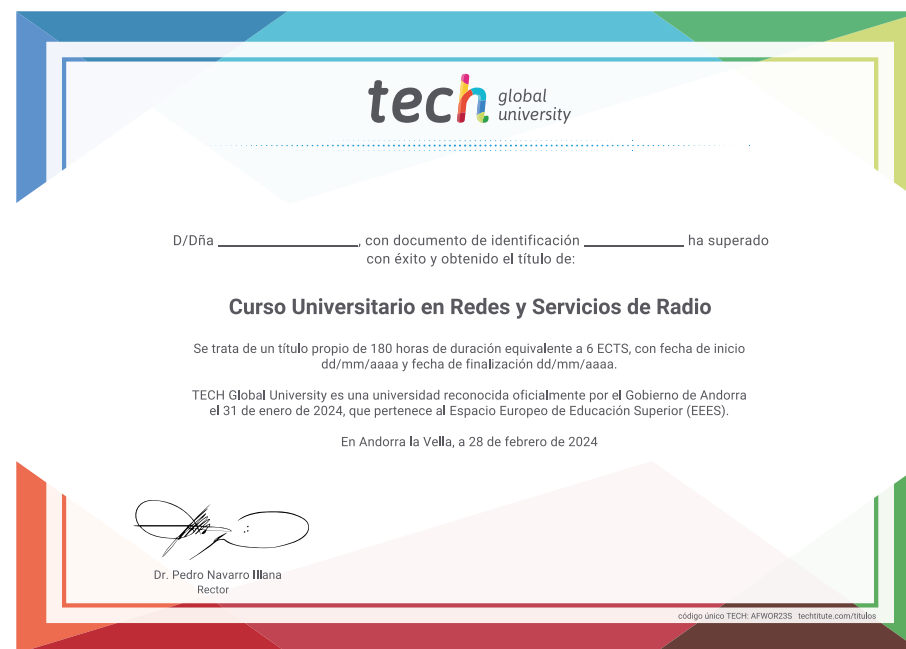 tech global university
D/Dña ____________________, con documento de identificación ______________ ha superado
con éxito y obtenido el título de:
Curso Universitario en Redes y Servicios de Radio
Se trata de un título propio de 180 horas de duración equivalente a 6 ECTS, con fecha de inicio
dd/mm/aaaa y fecha de finalización dd/mm/aaaa.
TECH Global University es una universidad reconocida oficialmente por el Gobierno de Andorra
el 31 de enero de 2024, que pertenece al Espacio Europeo de Educación Superior (EEES).
En Andorra la Vella, a 28 de febrero de 2024
Dr. Pedro Navarro Illana
Rector
código único TECH: AFWOR23S techtitute.com/titulos